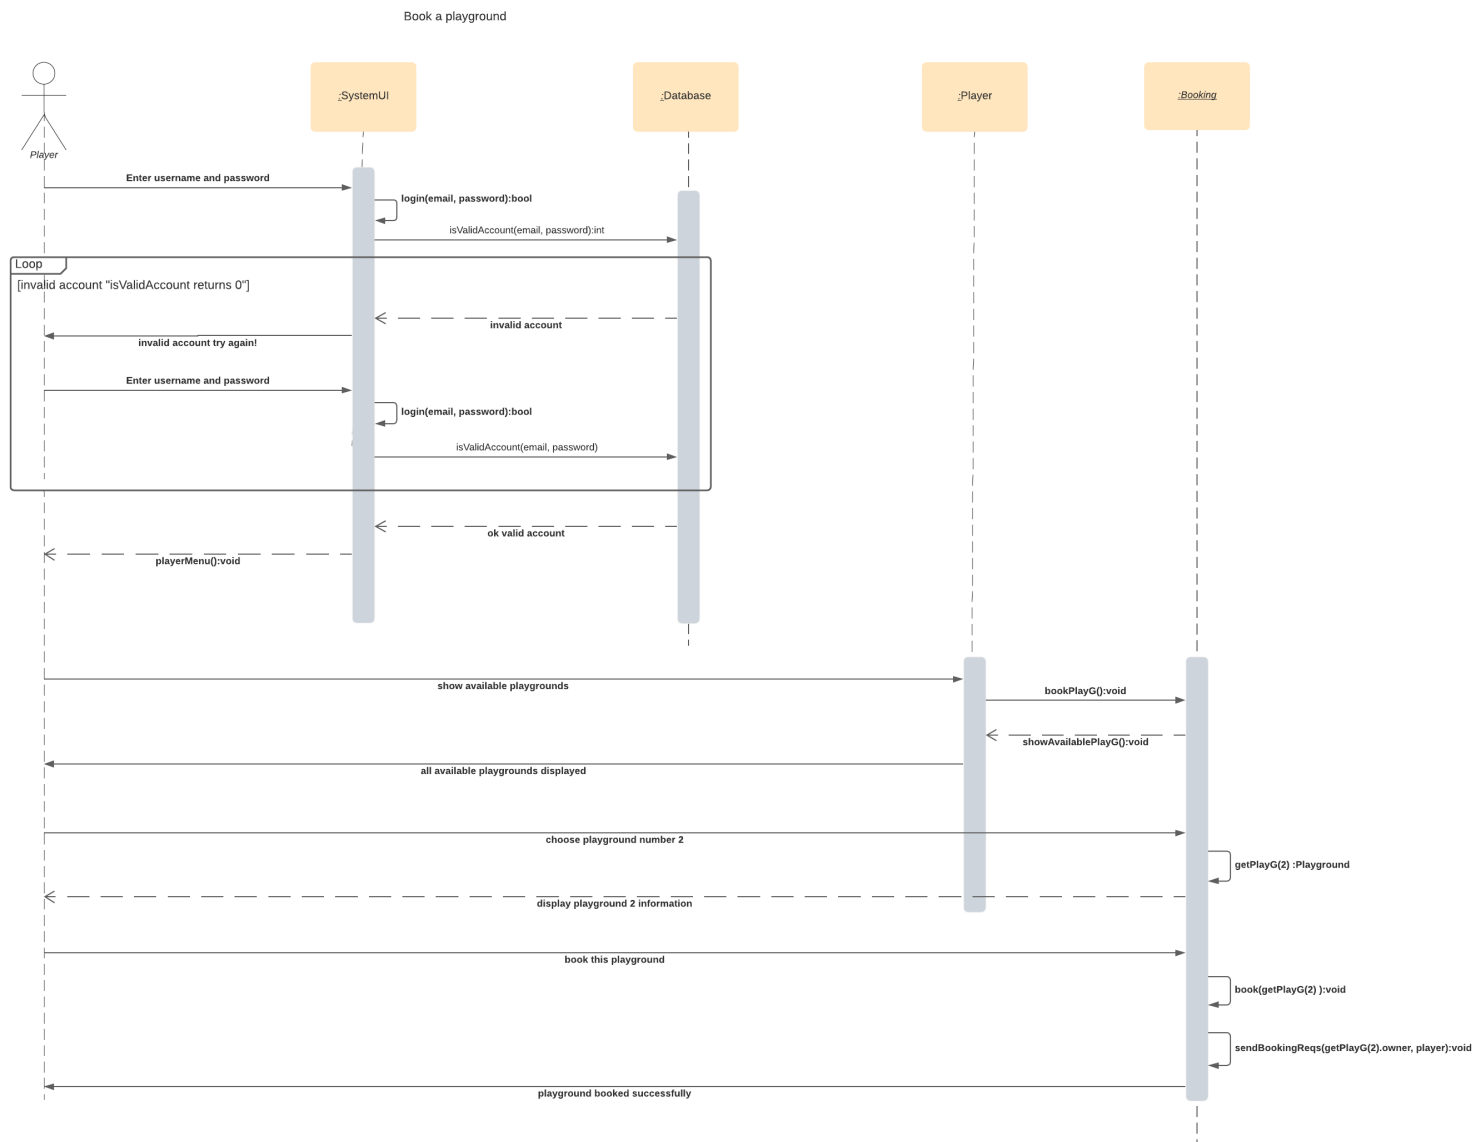 Book a playground
:SystemUI
:Database
:Player
:Booking
Player
Enter username and password
login(email, password):bool
isValidAccount(email, password):int
Loop
[invalid account "isValidAccount returns 0"]
invalid account
invalid account try again!
Enter username and password
login(email, password):bool
isValidAccount(email, password)
ok valid account
playerMenu():void
show available playgrounds
bookPlayG():void
showAvailablePlayG():void
all available playgrounds displayed
choose playground number 2
getPlayG(2) :Playground
display playground 2 information
book this playground
book(getPlayG(2) ):void
sendBookingReqs(getPlayG(2).owner, player):void
playground booked successfully